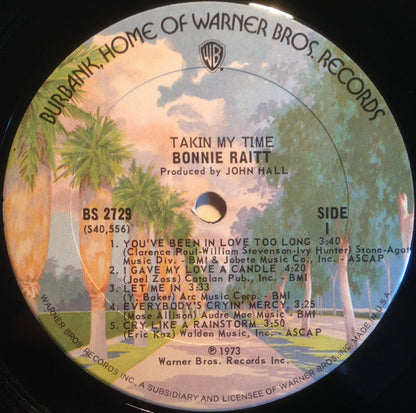 BURBANK, HOME OF WARNER BROS. RECORDS
WB
TAKIN MY TIME
BONNIE RAITT
Produced by JOHN HALL
BS 2729
(S40,556)
SIDE
1
1. YOU'VE BEEN IN LOVE TOO LONG 3:40
(Clarence Paul-William Stevenson-Ivy Hunter) Stone-Agate
Music Div. - BMI & Jobete Music Co., Inc. - ASCAP
2. I GAVE MY LOVE A CANDLE 4:20
(Joel Zoss) Catalan Pub., Inc. - BMI
3. LET ME IN 3:33
(Y. Baker) Arc Music Corp. - BMI
4. EVERYBODY'S CRYIN' MERCY, 3:25
(Mose Allison) Audre Mae Music - BMI
5. CRY LIKE A RAINSTORM 3:50
(Eric Kaz) Walden Music, Inc. - ASCAP
℗ 1973
Warner Bros. Records Inc.
WARNER BROS. RECORDS INC., A SUBSIDIARY AND LICENSEE OF WARNER BROS. INC. MADE IN U.S.A.